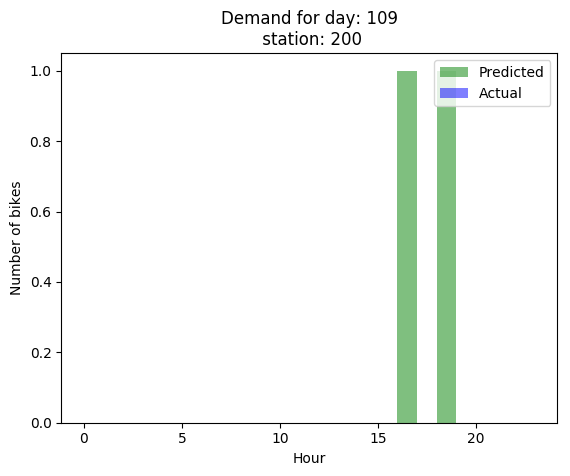 Demand for day: 109
station: 200
Predicted
Actual
1.0
0.8
0.6
0.4
0.2
0.0
Number of bikes
0
5
10
15
20
Hour